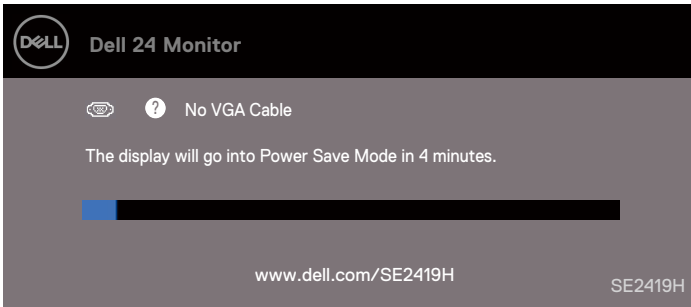 DELL
Dell 24 Monitor
? No VGA Cable
The display will go into Power Save Mode in 4 minutes.
www.dell.com/SE2419H
SE2419H